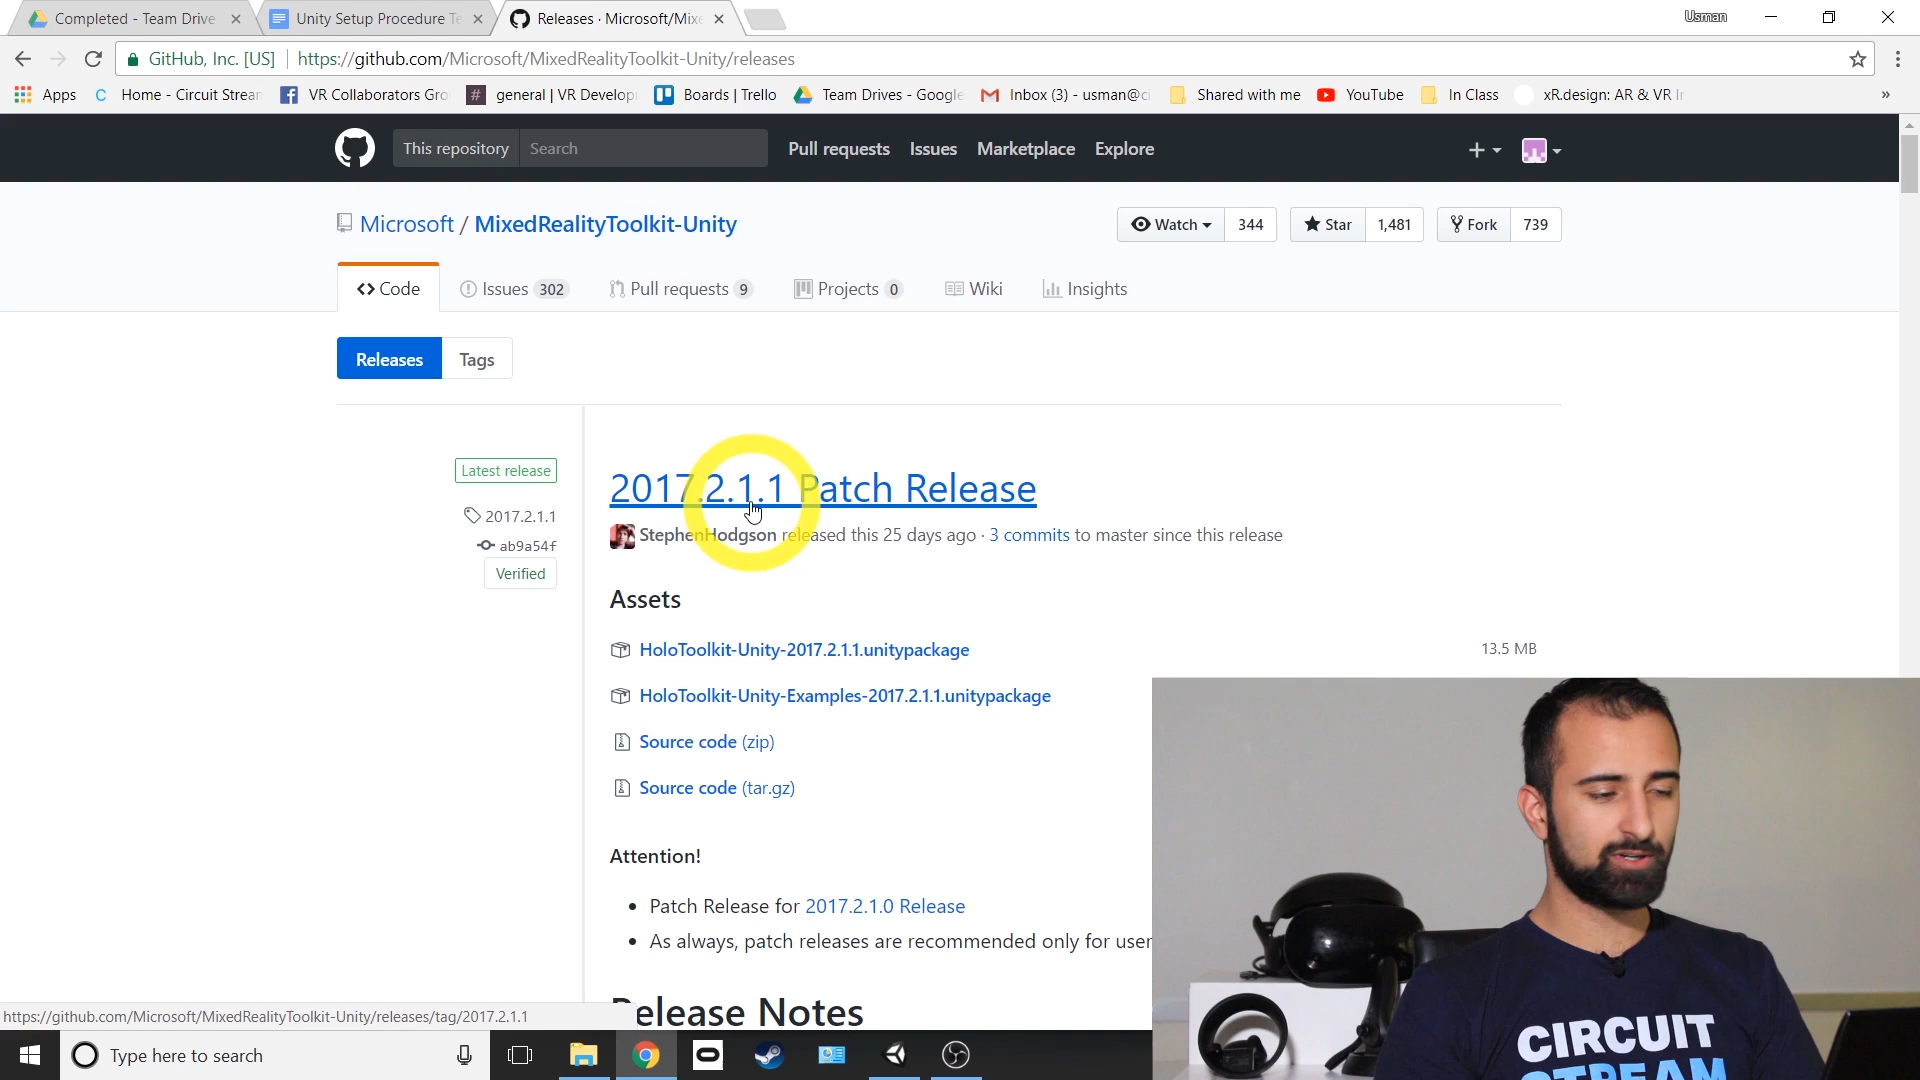 Completed - Team Drive
Unity Setup Procedure Te
Releases · Microsoft/Mixe
Usman
GitHub, Inc. [US]
https://github.com/Microsoft/MixedRealityToolkit-Unity/releases
Apps
Home - Circuit Stream
VR Collaborators Gro
general | VR Develop
Boards | Trello
Team Drives - Google
Inbox (3) - usman@ci
Shared with me
YouTube
In Class
xR.design: AR & VR In
This repository
Search
Pull requests
Issues
Marketplace
Explore
Microsoft / MixedRealityToolkit-Unity
Watch
344
Star
1,481
Fork
739
Code
Issues 302
Pull requests 9
Projects 0
Wiki
Insights
Releases
Tags
Latest release
2017.2.1.1
ab9a54f
Verified
2017.2.1.1 Patch Release
StephenHodgson released this 25 days ago · 3 commits to master since this release
Assets
HoloToolkit-Unity-2017.2.1.1.unitypackage
13.5 MB
HoloToolkit-Unity-Examples-2017.2.1.1.unitypackage
Source code (zip)
Source code (tar.gz)
Attention!
Patch Release for 2017.2.1.0 Release
As always, patch releases are recommended only for user
Release Notes
https://github.com/Microsoft/MixedRealityToolkit-Unity/releases/tag/2017.2.1.1
Type here to search
CIRCUIT
STREAM